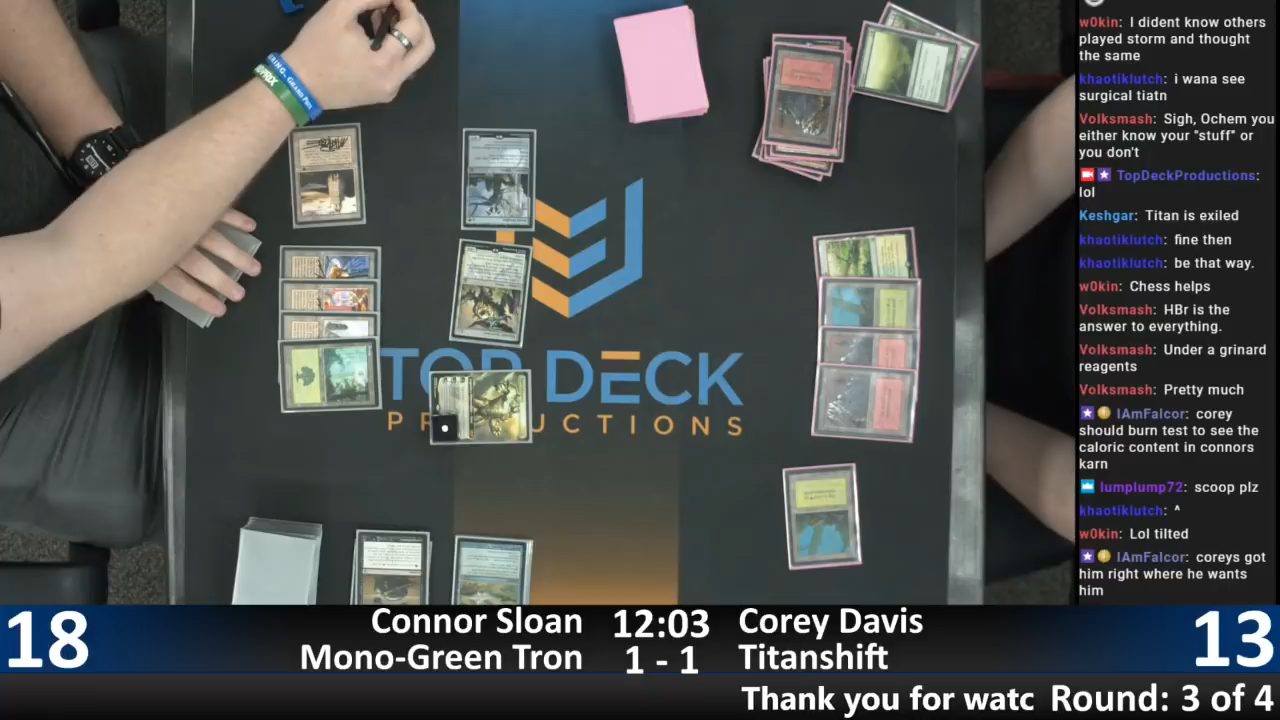 w0kin: I dident know others
played storm and thought
the same
khaotiklutch: i wana see
surgical tiatn
Volksmash: Sigh, Ochem you
either know your "stuff" or
you don't
TopDeckProductions:
lol
Keshgar: Titan is exiled
khaotiklutch: fine then
khaotiklutch: be that way.
w0kin: Chess helps
Volksmash: HBr is the
answer to everything.
Volksmash: Under a grinard
reagents
Volksmash: Pretty much
IAmFalcor: corey
should burn test to see the
caloric content in connors
karn
lumplump72: scoop plz
khaotiklutch: ^
w0kin: Lol tilted
IAmFalcor: coreys got
him right where he wants
him
TOP DECK
PRODUCTIONS
18
Connor Sloan
Mono-Green Tron
12:03
1 - 1
Corey Davis
Titanshift
13
Thank you for watc
Round: 3 of 4